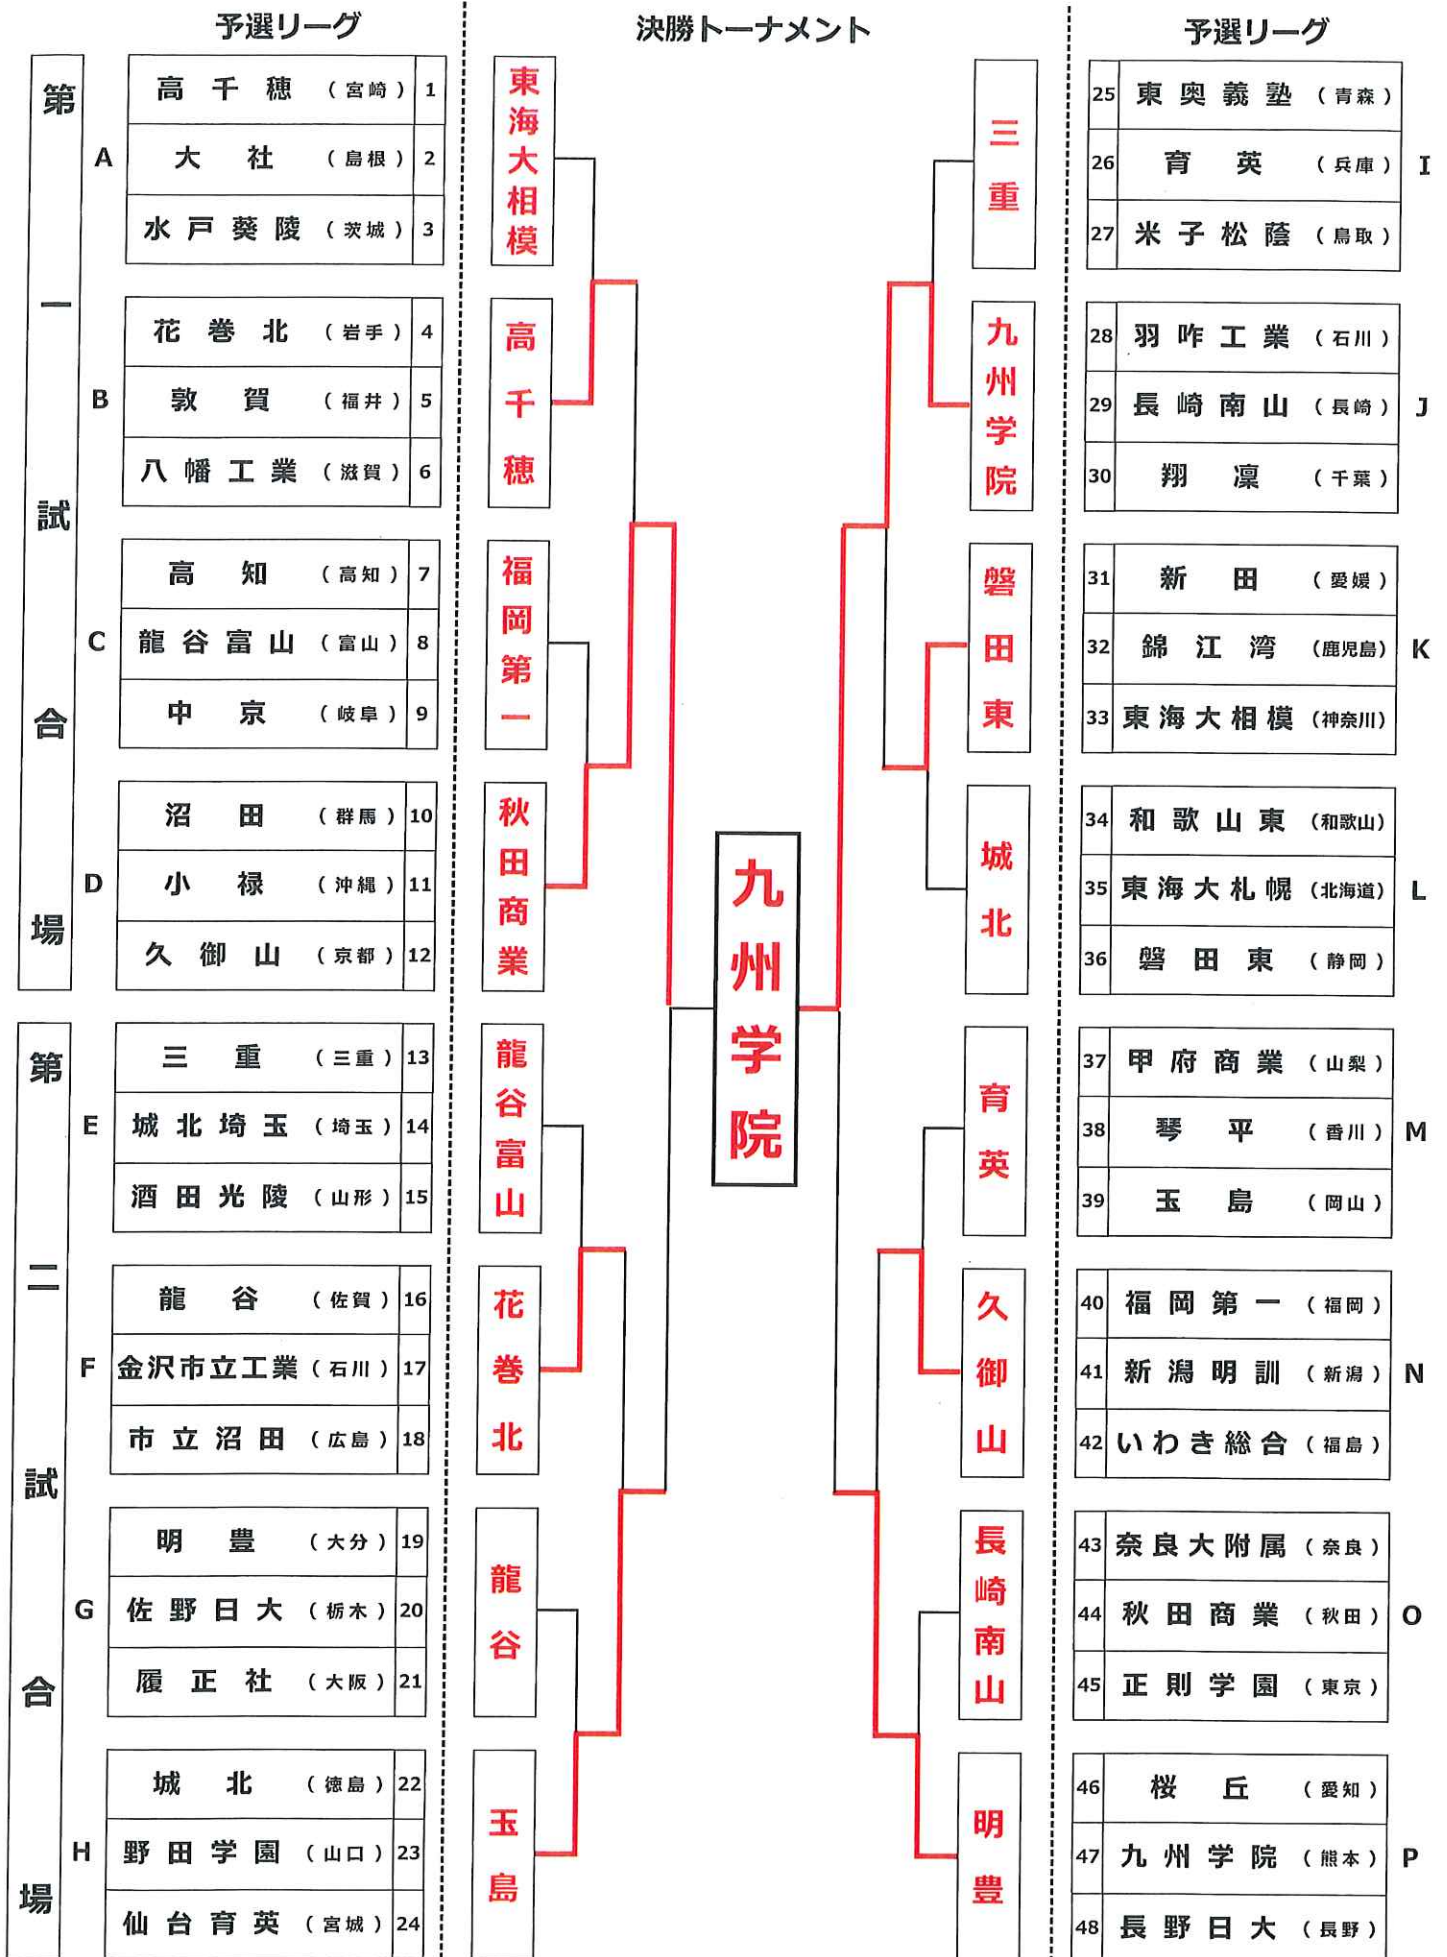 予選リーグ
決勝トーナメント
予選リーグ
第一試合場
A
高千穂 （宮崎） 1
大社 （島根） 2
水戸葵陵 （茨城） 3
B
花巻北 （岩手） 4
敦賀 （福井） 5
八幡工業 （滋賀） 6
C
高知 （高知） 7
龍谷富山 （富山） 8
中京 （岐阜） 9
D
沼田 （群馬） 10
小禄 （沖縄） 11
久御山 （京都） 12
第二試合場
E
三重 （三重） 13
城北埼玉 （埼玉） 14
酒田光陵 （山形） 15
F
龍谷 （佐賀） 16
金沢市立工業 （石川） 17
市立沼田 （広島） 18
G
明豊 （大分） 19
佐野日大 （栃木） 20
履正社 （大阪） 21
H
城北 （徳島） 22
野田学園 （山口） 23
仙台育英 （宮城） 24
東海大相模
高千穂
福岡第一
秋田商業
龍谷富山
花巻北
龍谷
玉島
九州学院
三重
九州学院
磐田東
城北
育英
久御山
長崎南山
明豊
25 東奥義塾 （青森）
26 育英 （兵庫）
27 米子松蔭 （鳥取）
I
28 羽咋工業 （石川）
29 長崎南山 （長崎）
30 翔凜 （千葉）
J
31 新田 （愛媛）
32 錦江湾 （鹿児島）
33 東海大相模 （神奈川）
K
34 和歌山東 （和歌山）
35 東海大札幌 （北海道）
36 磐田東 （静岡）
L
37 甲府商業 （山梨）
38 琴平 （香川）
39 玉島 （岡山）
M
40 福岡第一 （福岡）
41 新潟明訓 （新潟）
42 いわき総合 （福島）
N
43 奈良大附属 （奈良）
44 秋田商業 （秋田）
45 正則学園 （東京）
O
46 桜丘 （愛知）
47 九州学院 （熊本）
48 長野日大 （長野）
P